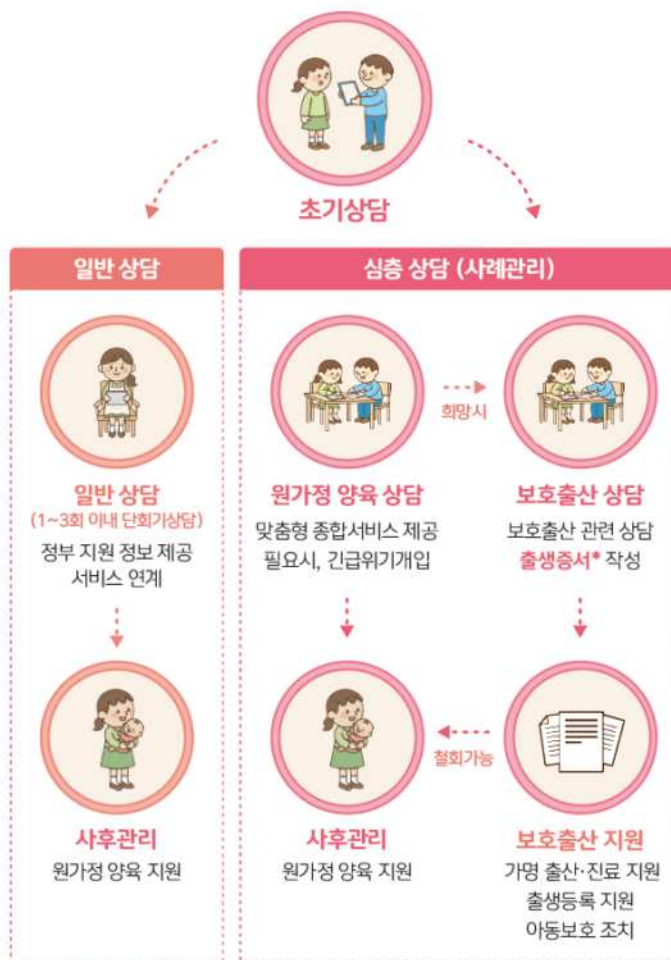 초기상담
일반 상담
심층 상담 (사례관리)
일반 상담
(1~3회 이내 단회기상담)
정부 지원 정보 제공
서비스 연계
원가정 양육 상담
맞춤형 종합서비스 제공
필요시, 긴급위기개입
희망시
보호출산 상담
보호출산 관련 상담
출생증서* 작성
사후관리
원가정 양육 지원
사후관리
원가정 양육 지원
철회가능
보호출산 지원
가명 출산·진료 지원
출생등록 지원
아동보호 조치